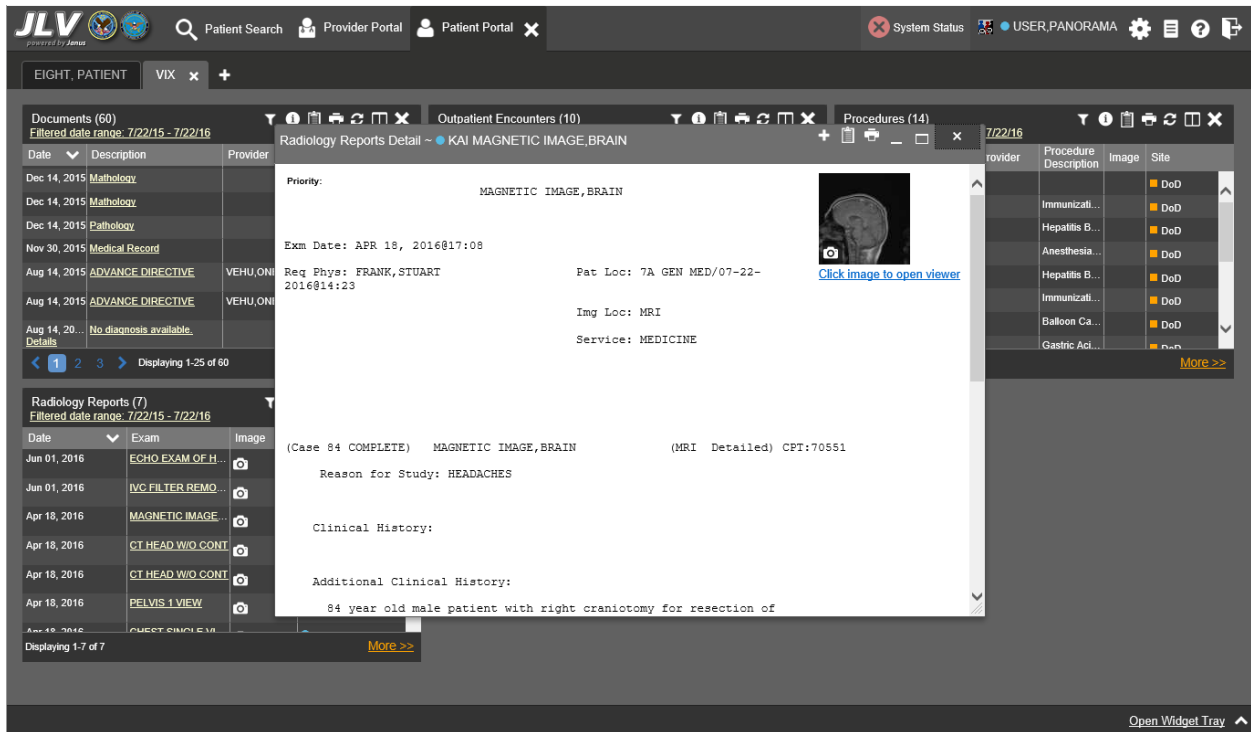 JLV
powered by Janus
Patient Search
Provider Portal
Patient Portal
System Status
USER,PANORAMA
EIGHT, PATIENT
VIX
Documents (60)
Filtered date range: 7/22/15 - 7/22/16
Date Description Provider
Dec 14, 2015 Mathology
Dec 14, 2015 Mathology
Dec 14, 2015 Pathology
Nov 30, 2015 Medical Record
Aug 14, 2015 ADVANCE DIRECTIVE VEHU,ONE
Aug 14, 2015 ADVANCE DIRECTIVE VEHU,ONE
Aug 14, 20... No diagnosis available.
Details
1 2 3 Displaying 1-25 of 60
Outpatient Encounters (10)
Procedures (14)
7/22/16
rovider Procedure Description Image Site
DoD
Immunizati... DoD
Hepatitis B... DoD
Anesthesia... DoD
Hepatitis B... DoD
Immunizati... DoD
Balloon Ca... DoD
Gastric Aci... DoD
More >>
Radiology Reports Detail ~ KAI MAGNETIC IMAGE,BRAIN
Priority:
MAGNETIC IMAGE,BRAIN
Exm Date: APR 18, 2016@17:08
Req Phys: FRANK,STUART Pat Loc: 7A GEN MED/07-22-
2016@14:23
Img Loc: MRI
Service: MEDICINE
Click image to open viewer
(Case 84 COMPLETE) MAGNETIC IMAGE,BRAIN (MRI Detailed) CPT:70551
Reason for Study: HEADACHES
Clinical History:
Additional Clinical History:
84 year old male patient with right craniotomy for resection of
Radiology Reports (7)
Filtered date range: 7/22/15 - 7/22/16
Date Exam Image
Jun 01, 2016 ECHO EXAM OF H...
Jun 01, 2016 IVC FILTER REMO...
Apr 18, 2016 MAGNETIC IMAGE...
Apr 18, 2016 CT HEAD W/O CONT
Apr 18, 2016 CT HEAD W/O CONT
Apr 18, 2016 PELVIS 1 VIEW
Apr 18, 2016 CHEST SINGLE VI...
Displaying 1-7 of 7
More >>
Open Widget Tray